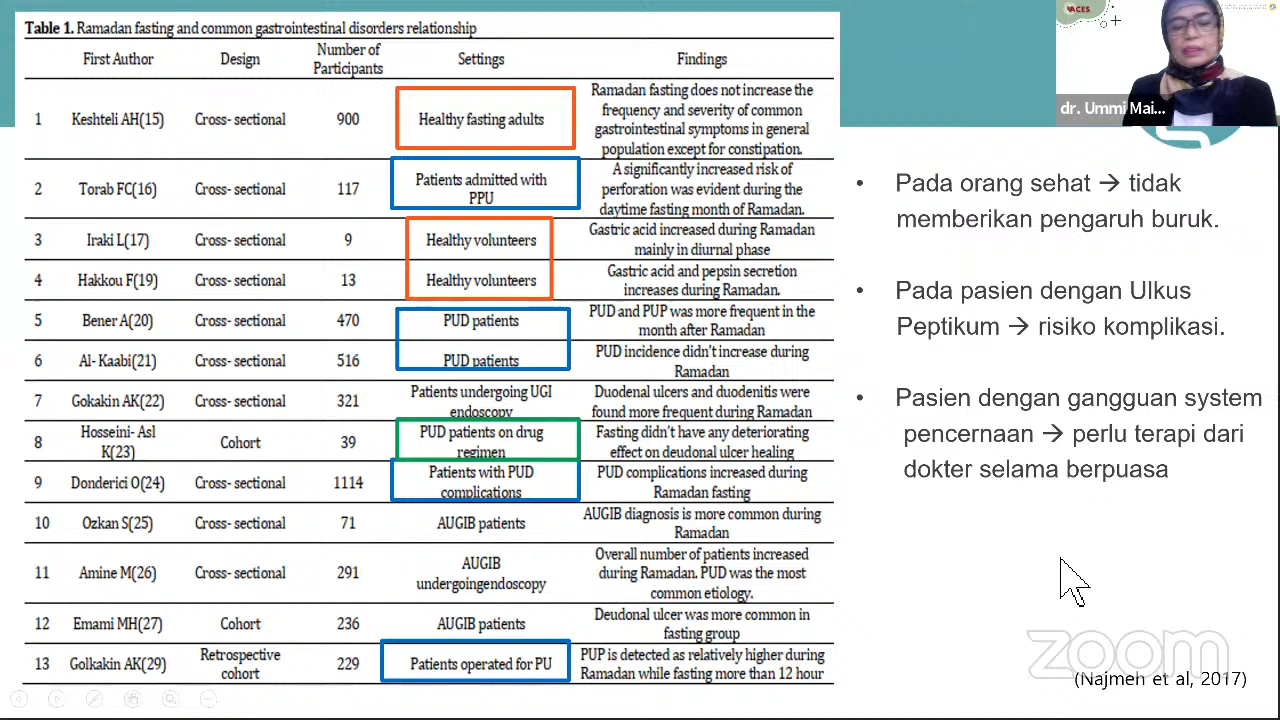 Table 1. Ramadan fasting and common gastrointestinal disorders relationship
First Author Design Number of Participants Settings Findings
1 Keshteli AH(15) Cross- sectional 900 Healthy fasting adults Ramadan fasting does not increase the
frequency and severity of common
gastrointestinal symptoms in general
population except for constipation.
2 Torab FC(16) Cross- sectional 117 Patients admitted with PPU A significantly increased risk of
perforation was evident during the
daytime fasting month of Ramadan.
3 Iraki L(17) Cross- sectional 9 Healthy volunteers Gastric acid increased during Ramadan
mainly in diurnal phase
4 Hakkou F(19) Cross- sectional 13 Healthy volunteers Gastric acid and pepsin secretion
increases during Ramadan.
5 Bener A(20) Cross- sectional 470 PUD patients PUD and PUP was more frequent in the
month after Ramadan
6 Al- Kaabi(21) Cross- sectional 516 PUD patients PUD incidence didn't increase during
Ramadan
7 Gokakin AK(22) Cross- sectional 321 Patients undergoing UGI endoscopy Duodenal ulcers and duodenitis were
found more frequent during Ramadan
8 Hosseini- Asl K(23) Cohort 39 PUD patients on drug regimen Fasting didn't have any deteriorating
effect on deudonal ulcer healing
9 Donderici O(24) Cross- sectional 1114 Patients with PUD complications PUD complications increased during
Ramadan fasting
10 Ozkan S(25) Cross- sectional 71 AUGIB patients AUGIB diagnosis is more common during
Ramadan
11 Amine M(26) Cross- sectional 291 AUGIB undergoingendoscopy Overall number of patients increased
during Ramadan. PUD was the most
common etiology.
12 Emami MH(27) Cohort 236 AUGIB patients Deudonal ulcer was more common in
fasting group
13 Golkakin AK(29) Retrospective cohort 229 Patients operated for PU PUP is detected as relatively higher during
Ramadan while fasting more than 12 hour
ACES
dr. Ummi Mai...
• Pada orang sehat → tidak
memberikan pengaruh buruk.
• Pada pasien dengan Ulkus
Peptikum → risiko komplikasi.
• Pasien dengan gangguan system
pencernaan → perlu terapi dari
dokter selama berpuasa
zoom
(Najmeh et al, 2017)